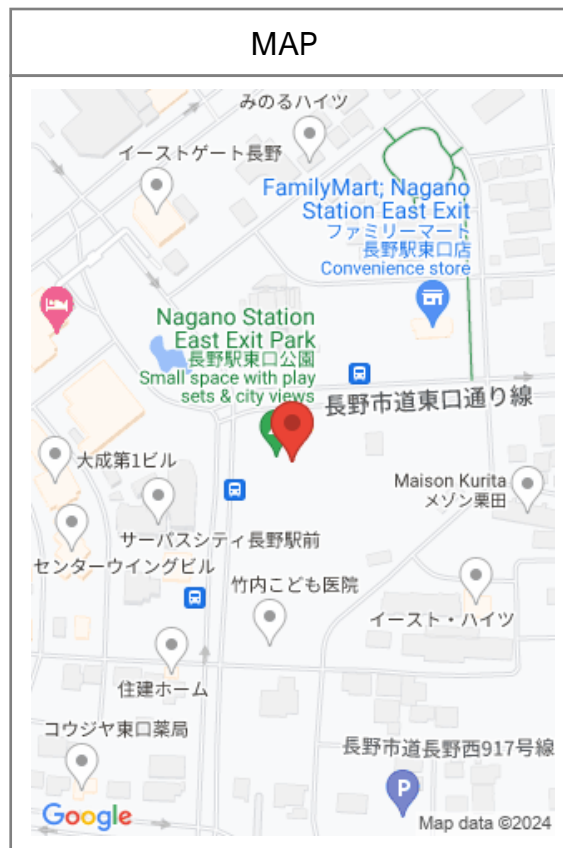 MAP
みのるハイツ
イーストゲート長野
FamilyMart; Nagano
Station East Exit
ファミリーマート
長野駅東口店
Convenience store
Nagano Station
East Exit Park
長野駅東口公園
Small space with play
sets & city views
長野市道東口通り線
大成第1ビル
Maison Kurita
メゾン栗田
サーパスシティ長野駅前
センターウイングビル
竹内こども医院
イースト・ハイツ
住建ホーム
コウジヤ東口薬局
長野市道長野西917号線
P
Google
Map data ©2024